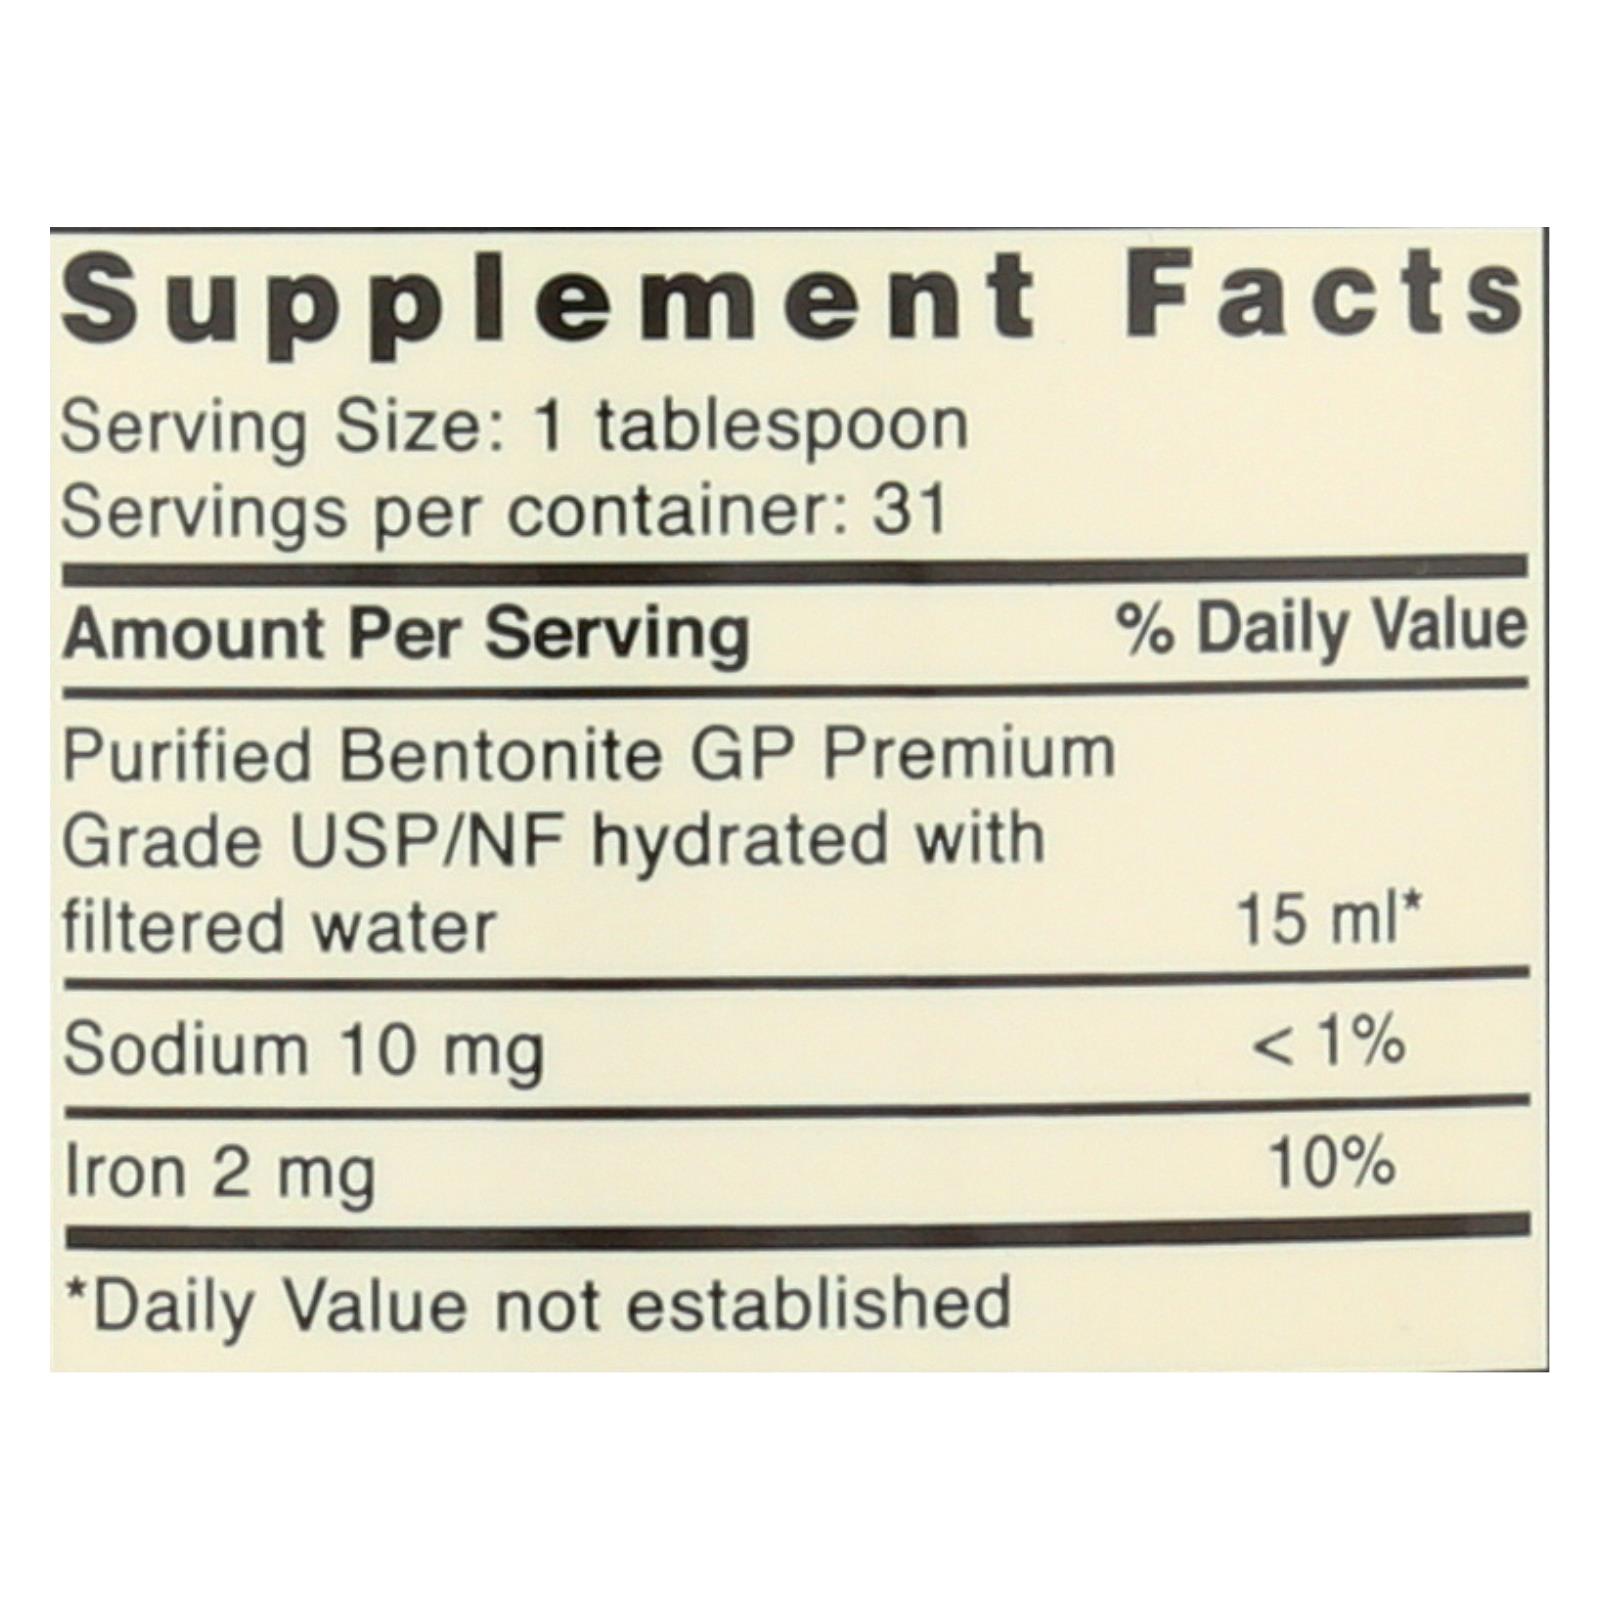 Supplement Facts
Serving Size: 1 tablespoon
Servings per container: 31
Amount Per Serving % Daily Value
Purified Bentonite GP Premium
Grade USP/NF hydrated with
filtered water 15 ml*
Sodium 10 mg < 1%
Iron 2 mg 10%
*Daily Value not established